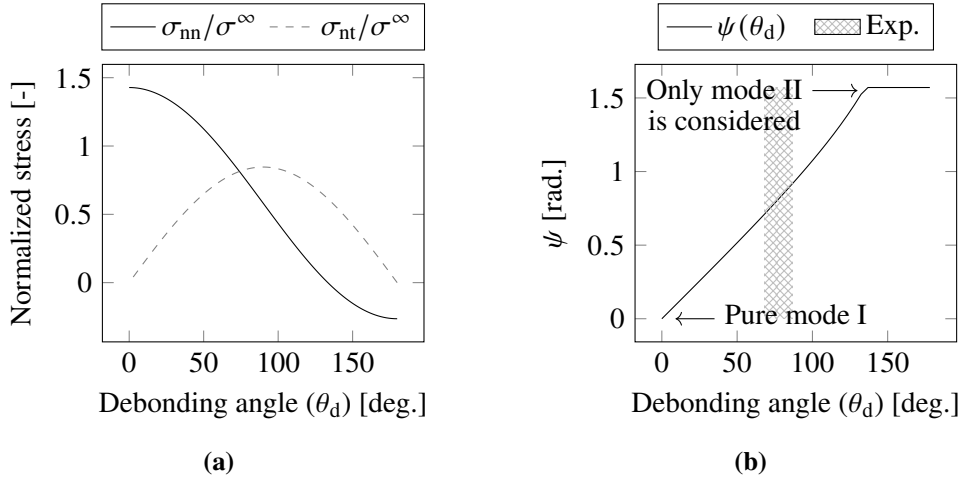 σnn/σ∞ σnt/σ∞
1.5
1
0.5
0
Normalized stress [-]
0 50 100 150
Debonding angle (θd) [deg.]
(a)
ψ(θd) Exp.
1.5
1
0.5
0
ψ [rad.]
Only mode II
is considered
Pure mode I
0 50 100 150
Debonding angle (θd) [deg.]
(b)